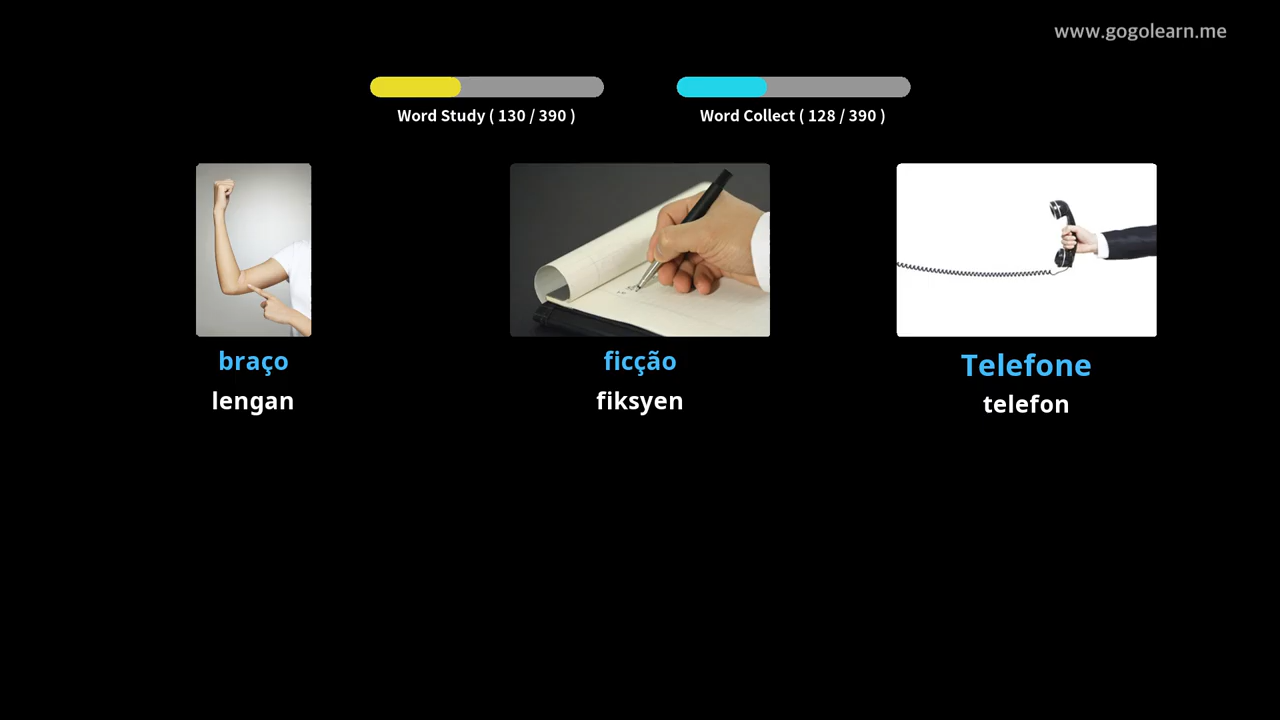 www.gogolearn.me
Word Study ( 130 / 390 )
Word Collect ( 128 / 390 )
braço
lengan
ficção
fiksyen
Telefone
telefon